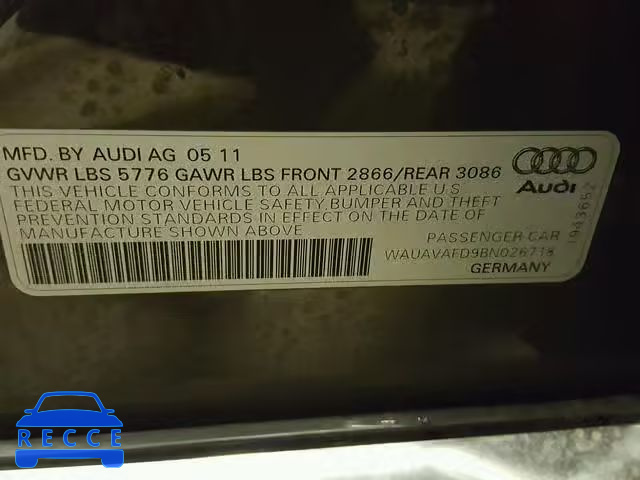 MFD. BY AUDI AG 05 11
GVWR LBS 5776 GAWR LBS FRONT 2866/REAR 3086
THIS VEHICLE CONFORMS TO ALL APPLICABLE U.S
FEDERAL MOTOR VEHICLE SAFETY,BUMPER AND THEFT
PREVENTION STANDARDS IN EFFECT ON THE DATE OF
MANUFACTURE SHOWN ABOVE
PASSENGER CAR
WAUAVAFD9BN026738
GERMANY
Audi
1943652
RECCE